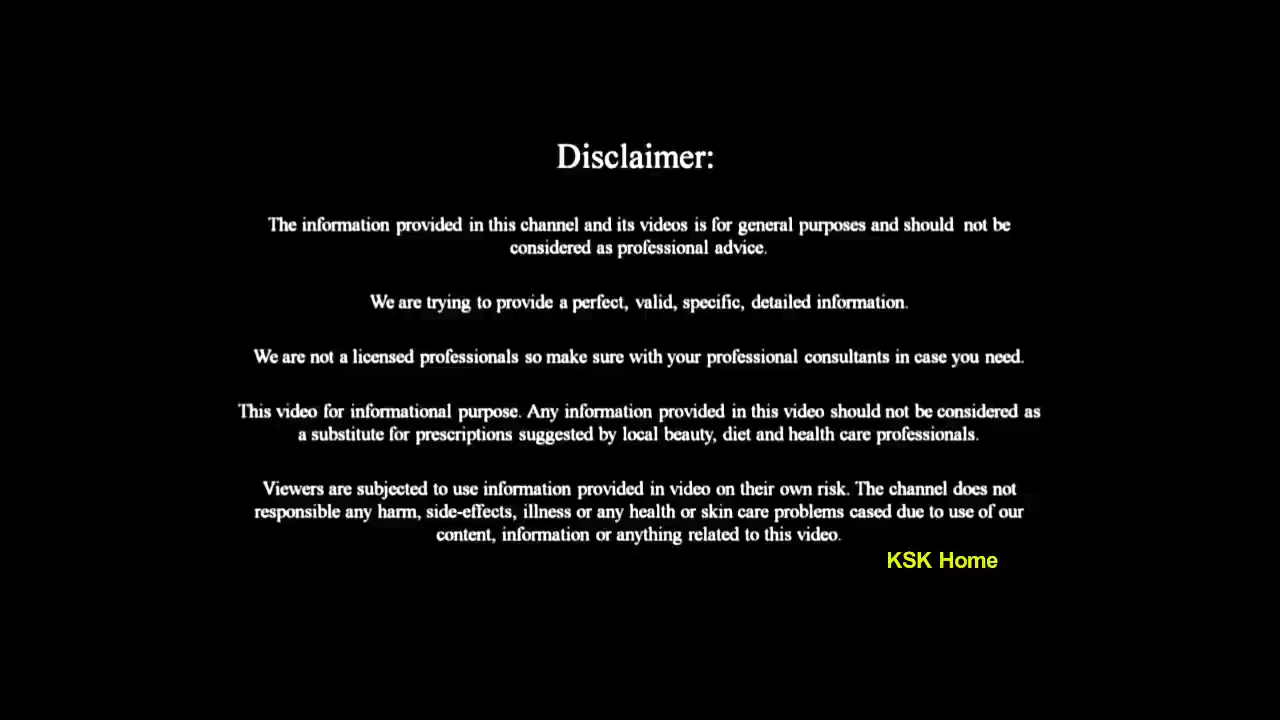 Disclaimer:
The information provided in this channel and its videos is for general purposes and should not be
considered as professional advice.
We are trying to provide a perfect, valid, specific, detailed information.
We are not a licensed professionals so make sure with your professional consultants in case you need.
This video for informational purpose. Any information provided in this video should not be considered as
a substitute for prescriptions suggested by local beauty, diet and health care professionals.
Viewers are subjected to use information provided in video on their own risk. The channel does not
responsible any harm, side-effects, illness or any health or skin care problems cased due to use of our
content, information or anything related to this video.
KSK Home